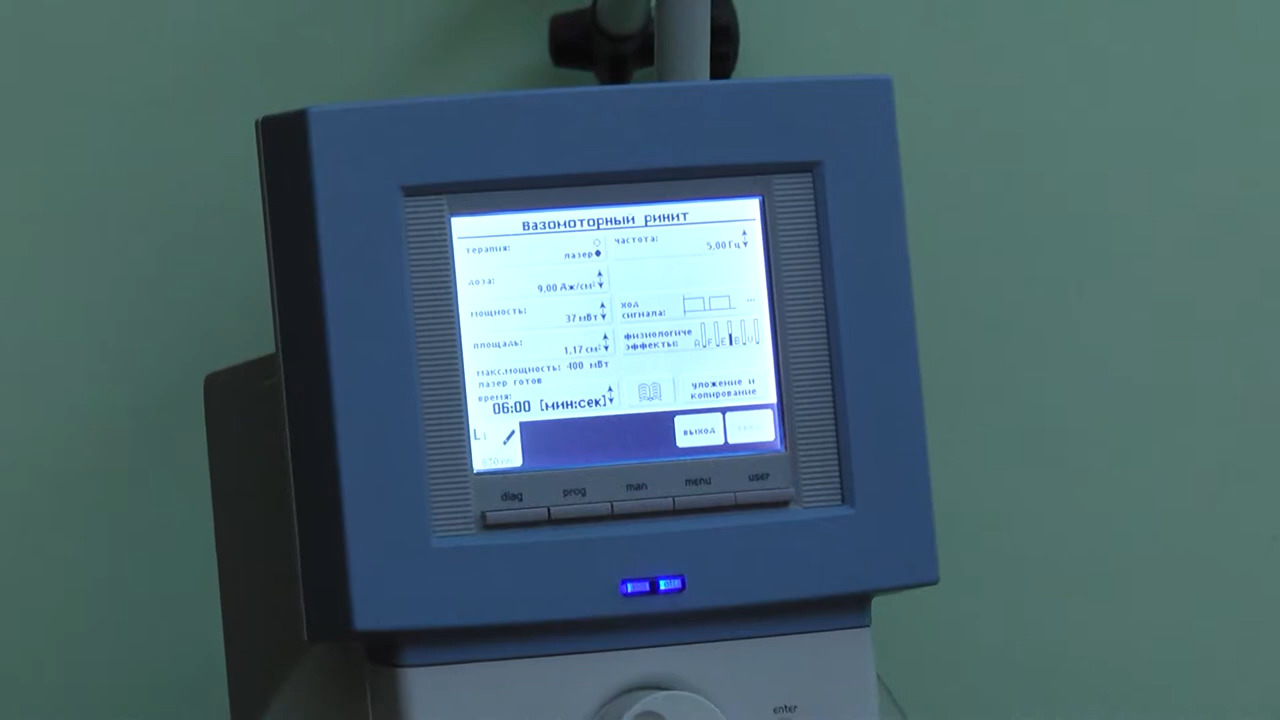 Вазомоторный ринит
терапия:
лазер
частота:
5,00 Гц
доза:
9,00 Дж/см²
мощность:
37 мВт
ход
сигнала:
...
площадь:
1,17 см²
физиологиче
эффекты:
A F E B V
макс.мощность: 400 мВт
лазер готов
время:
06:00 [мин:сек]
уложение и
копирование
L1
выход
diag prog man menu user
enter